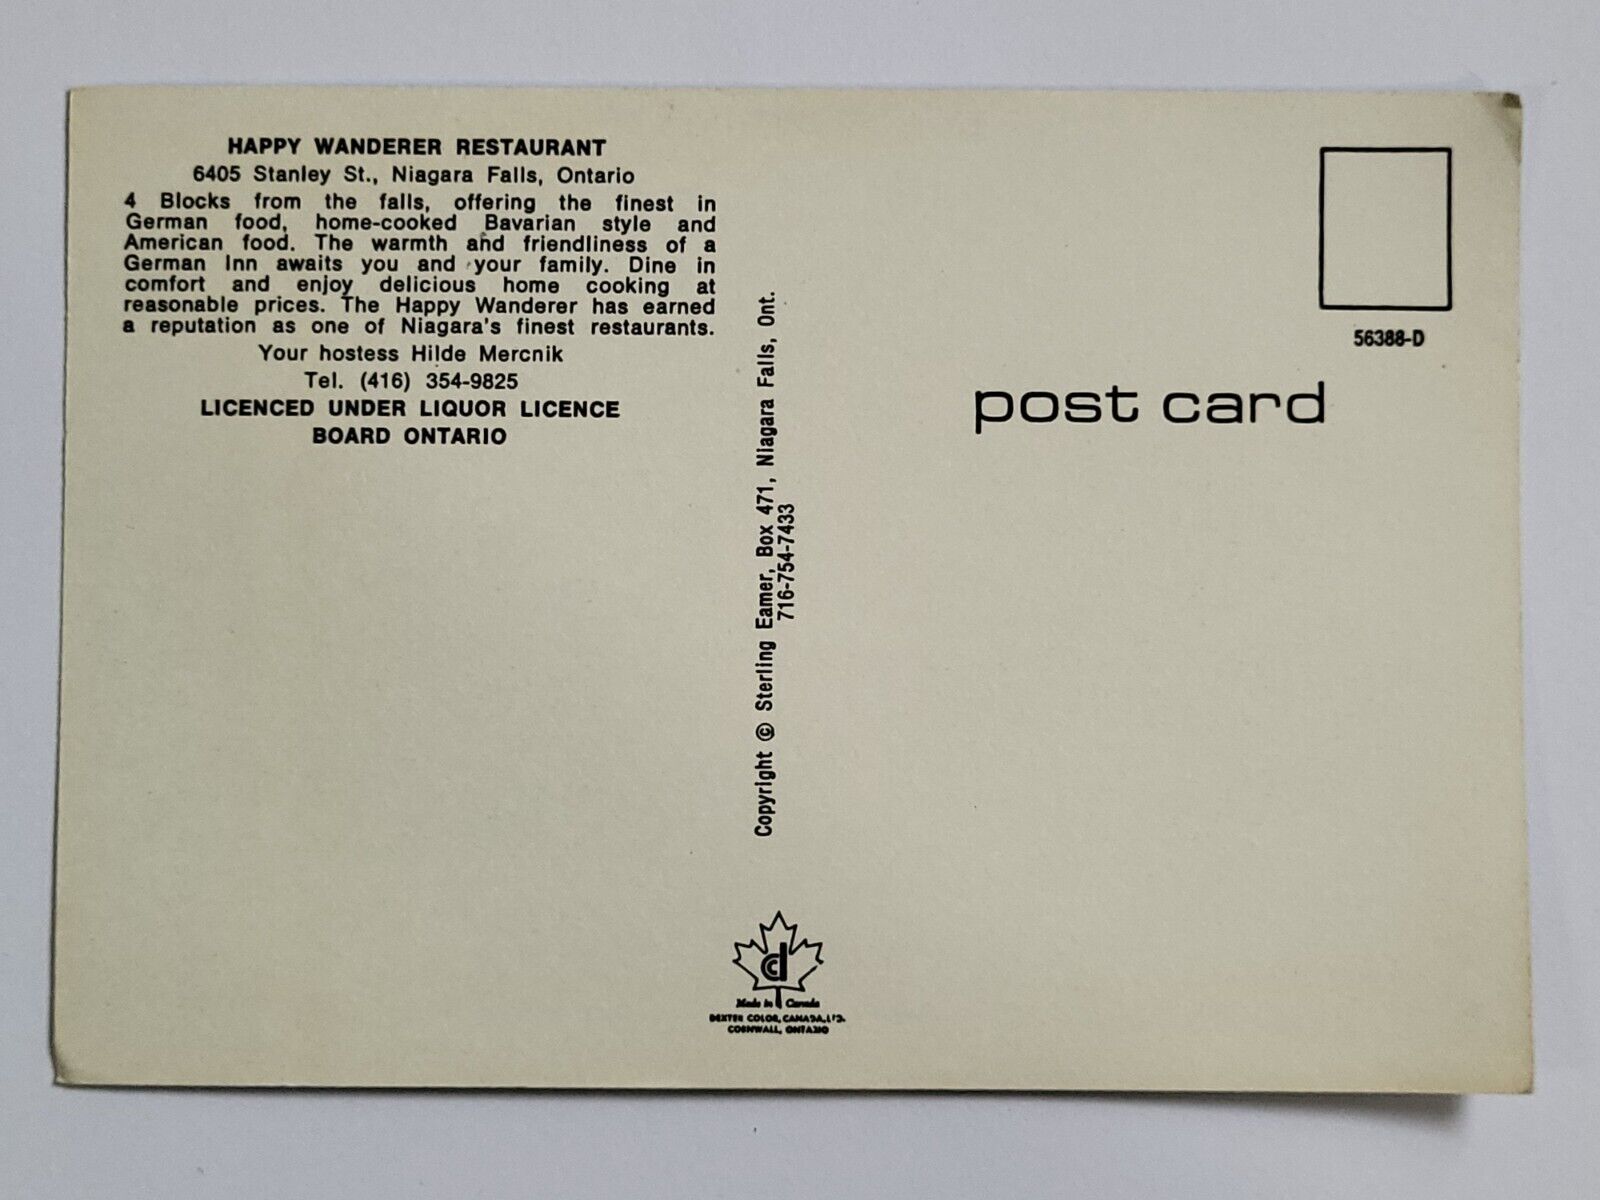 HAPPY WANDERER RESTAURANT
6405 Stanley St., Niagara Falls, Ontario
4 Blocks from the falls, offering the finest in
German food, home-cooked Bavarian style and
American food. The warmth and friendliness of a
German Inn awaits you and your family. Dine in
comfort and enjoy delicious home cooking at
reasonable prices. The Happy Wanderer has earned
a reputation as one of Niagara's finest restaurants.
Your hostess Hilde Mercnik
Tel. (416) 354-9825
LICENCED UNDER LIQUOR LICENCE
BOARD ONTARIO
Copyright © Sterling Eamer, Box 471, Niagara Falls, Ont.
716-754-7433
56388-D
post card
dc
Made in Canada
DEXTER COLOR, CANADA, LTD.
CORNWALL, ONTARIO